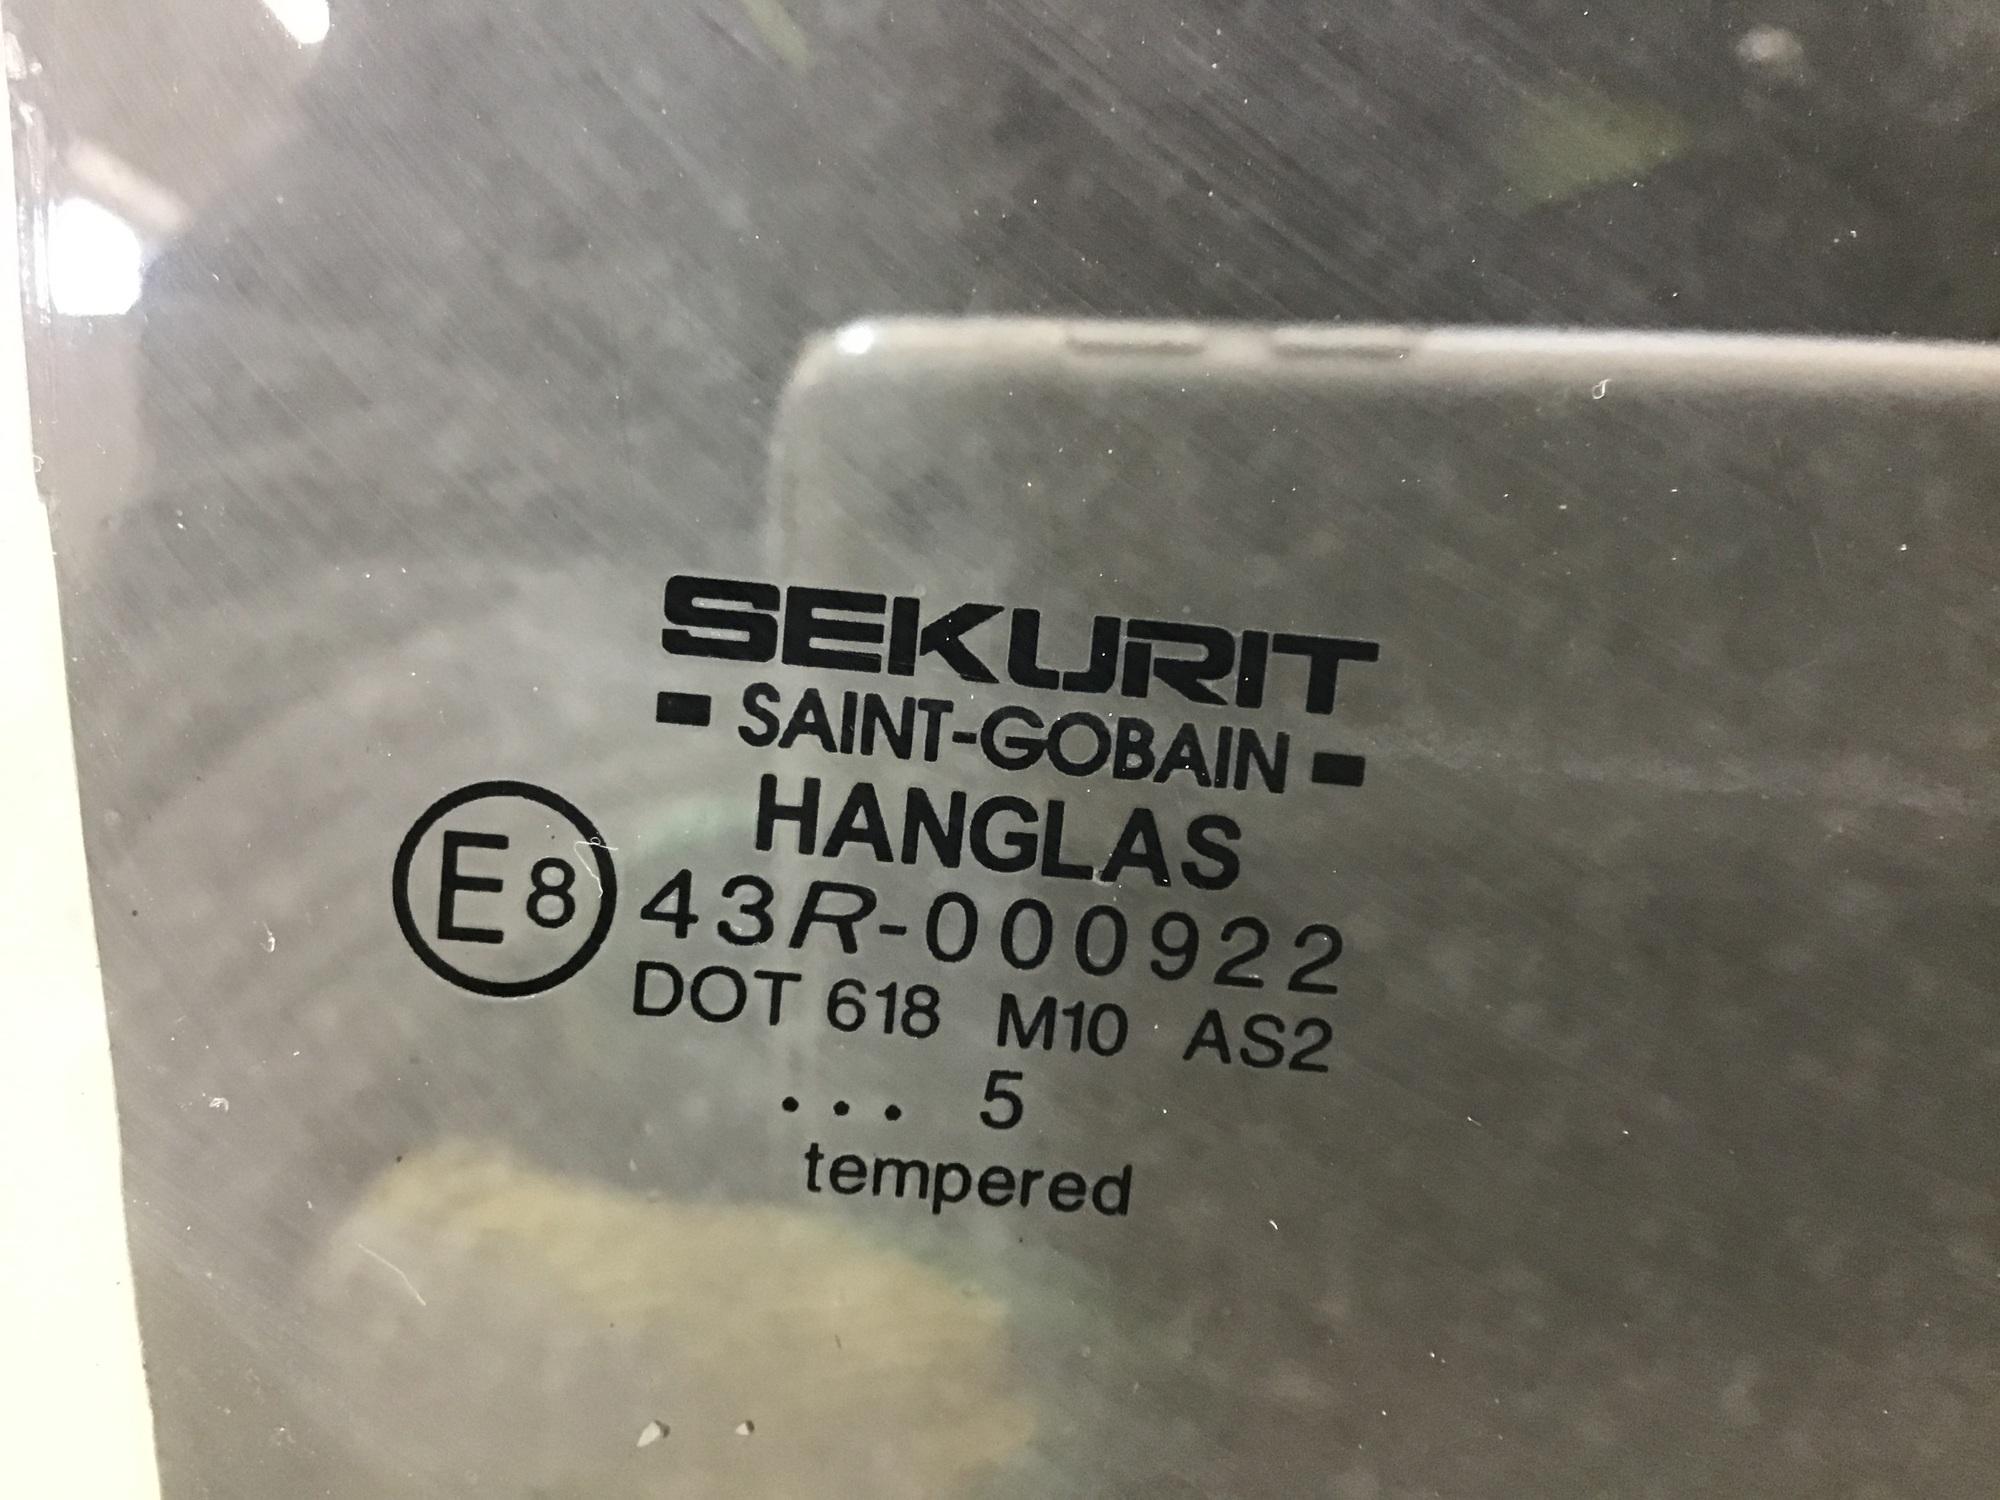 SEKURIT
SAINT-GOBAIN
HANGLAS
E8 43R-000922
DOT 618 M10 AS2
... 5
tempered